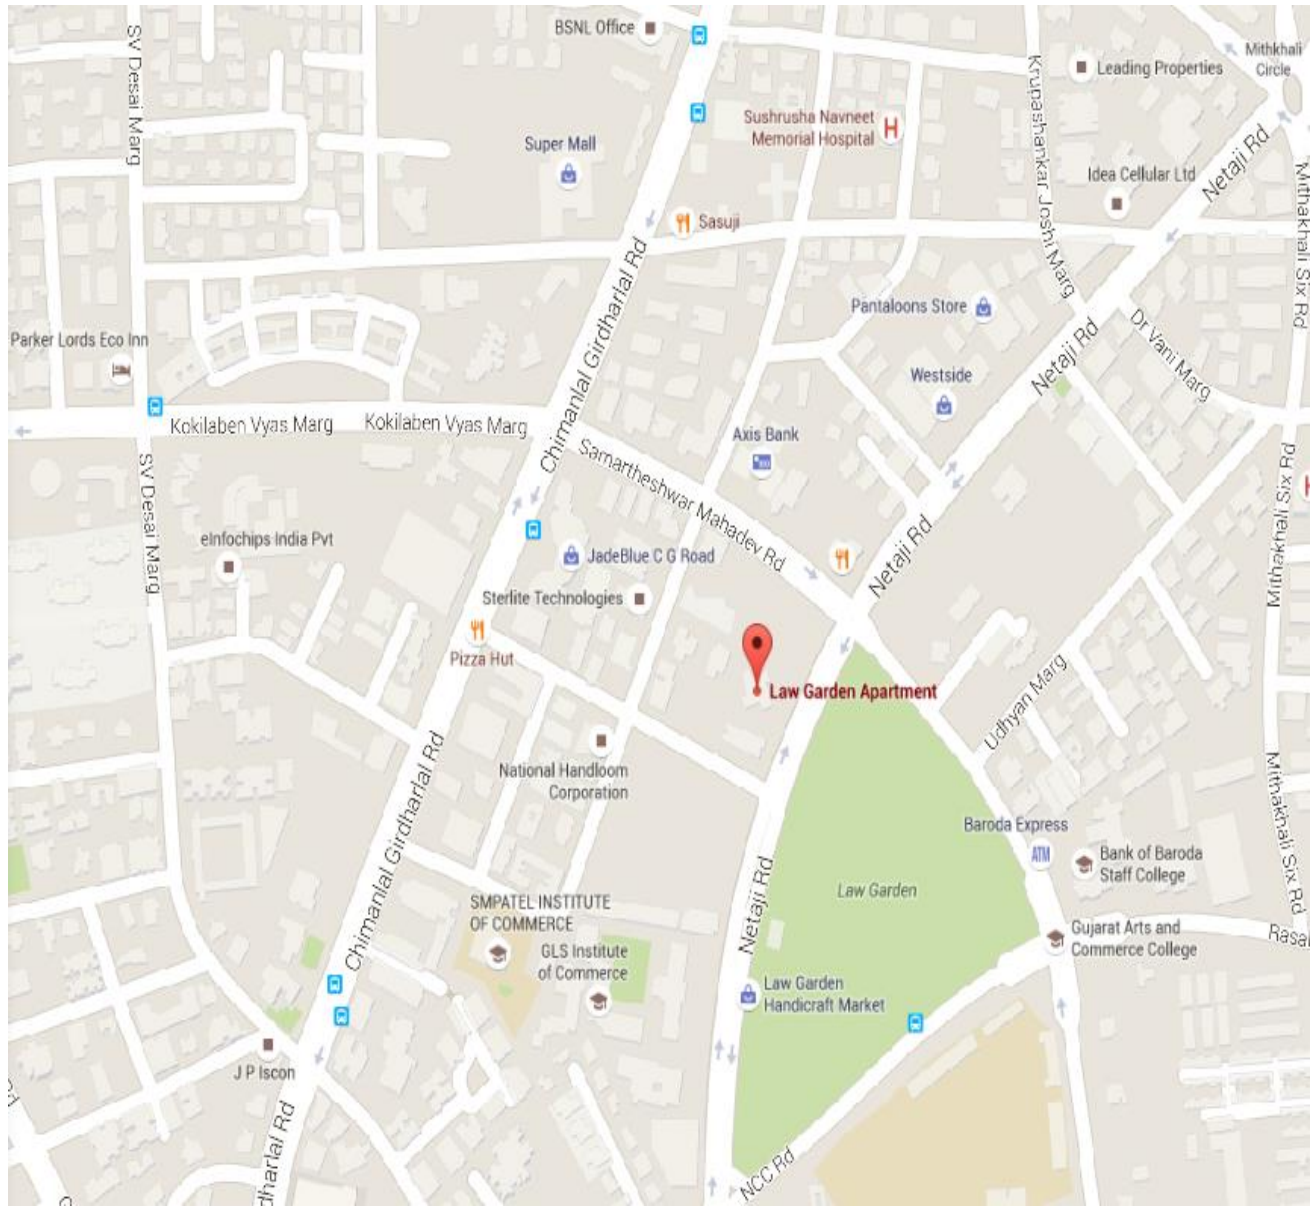 BSNL Office
SV Desai Marg
Krupashankar Joshi Marg
Leading Properties
Mithkhali
Circle
Sushrusha Navneet
Memorial Hospital
H
Super Mall
Idea Cellular Ltd
Netaji Rd
Mithakhali Six Rd
Sasuji
Chimanlal Girdharlal Rd
Pantaloons Store
Parker Lords Eco Inn
Netaji Rd
Dr Vani Marg
Westside
Kokilaben Vyas Marg
Kokilaben Vyas Marg
Axis Bank
Samartheshwar Mahadev Rd
SV Desai Marg
Mithakhali Six Rd
H
eInfochips India Pvt
JadeBlue C G Road
Netaji Rd
Sterlite Technologies
Pizza Hut
Law Garden Apartment
Udhyan Marg
National Handloom
Corporation
Chimanlal Girdharlal Rd
Mithakhali Six Rd
Baroda Express
ATM
Bank of Baroda
Staff College
Law Garden
Netaji Rd
SMPATEL INSTITUTE
OF COMMERCE
GLS Institute
of Commerce
Gujarat Arts and
Commerce College
Rasal
Law Garden
Handicraft Market
J P Iscon
dharlal Rd
NCC Rd